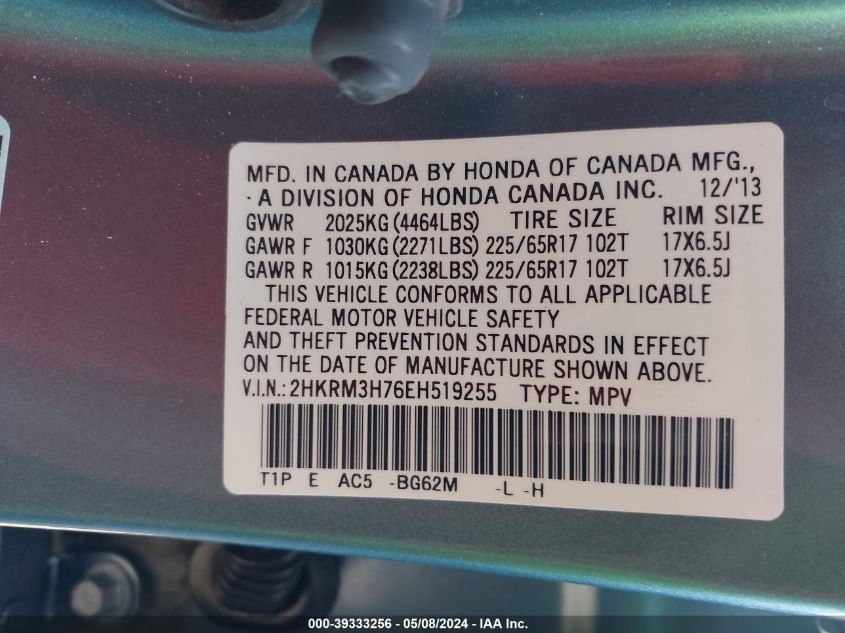 MFD. IN CANADA BY HONDA OF CANADA MFG.,
·A DIVISION OF HONDA CANADA INC. 12/'13
GVWR 2025KG(4464LBS) TIRE SIZE RIM SIZE
GAWR F 1030KG(2271LBS) 225/65R17 102T 17X6.5J
GAWR R 1015KG(2238LBS) 225/65R17 102T 17X6.5J
THIS VEHICLE CONFORMS TO ALL APPLICABLE
FEDERAL MOTOR VEHICLE SAFETY
AND THEFT PREVENTION STANDARDS IN EFFECT
ON THE DATE OF MANUFACTURE SHOWN ABOVE.
V.I.N.:2HKRM3H76EH519255 TYPE: MPV
T1P E AC5 -BG62M -L -H
000-39333256 - 05/08/2024 - IAA Inc.